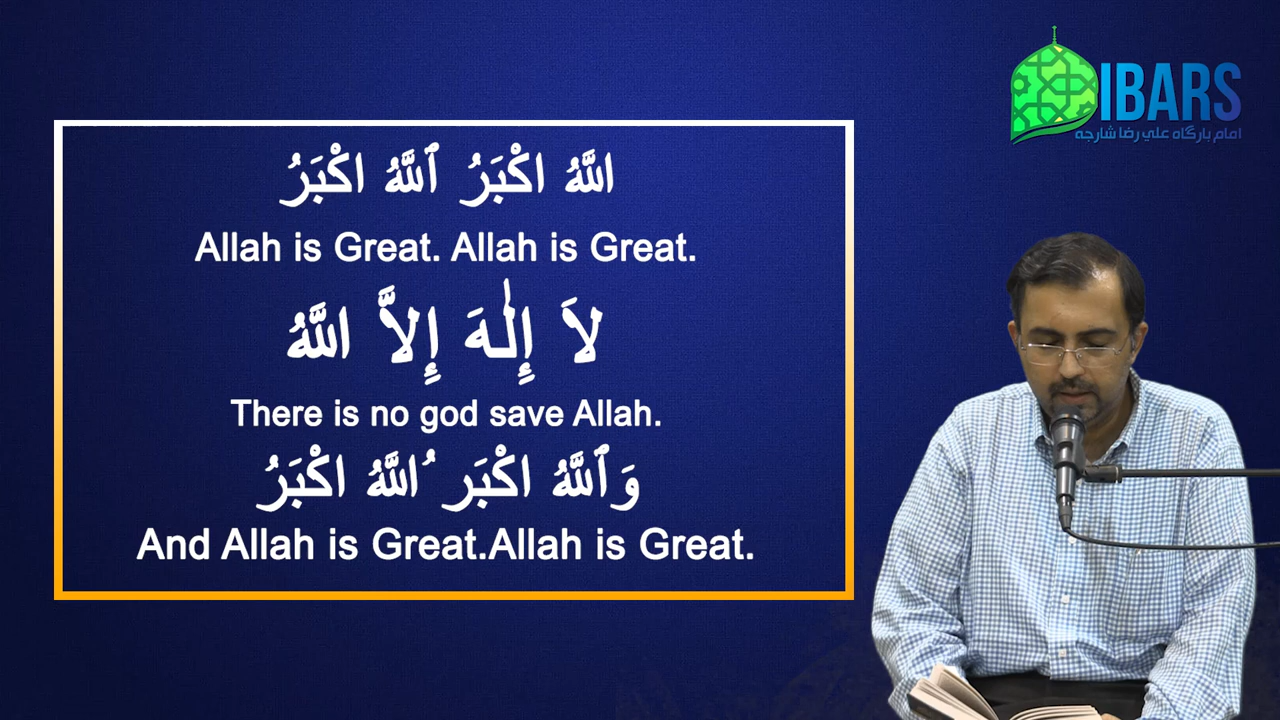 IBARS
امام بارگاه علي رضا شارجه
اللَّهُ اكْبَرُ ٱللَّهُ اكْبَرُ
Allah is Great. Allah is Great.
لاَ إِلٰهَ إِلاَّ اللَّهُ
There is no god save Allah.
وَٱللَّهُ اكْبَر ُاللَّهُ اكْبَرُ
And Allah is Great.Allah is Great.